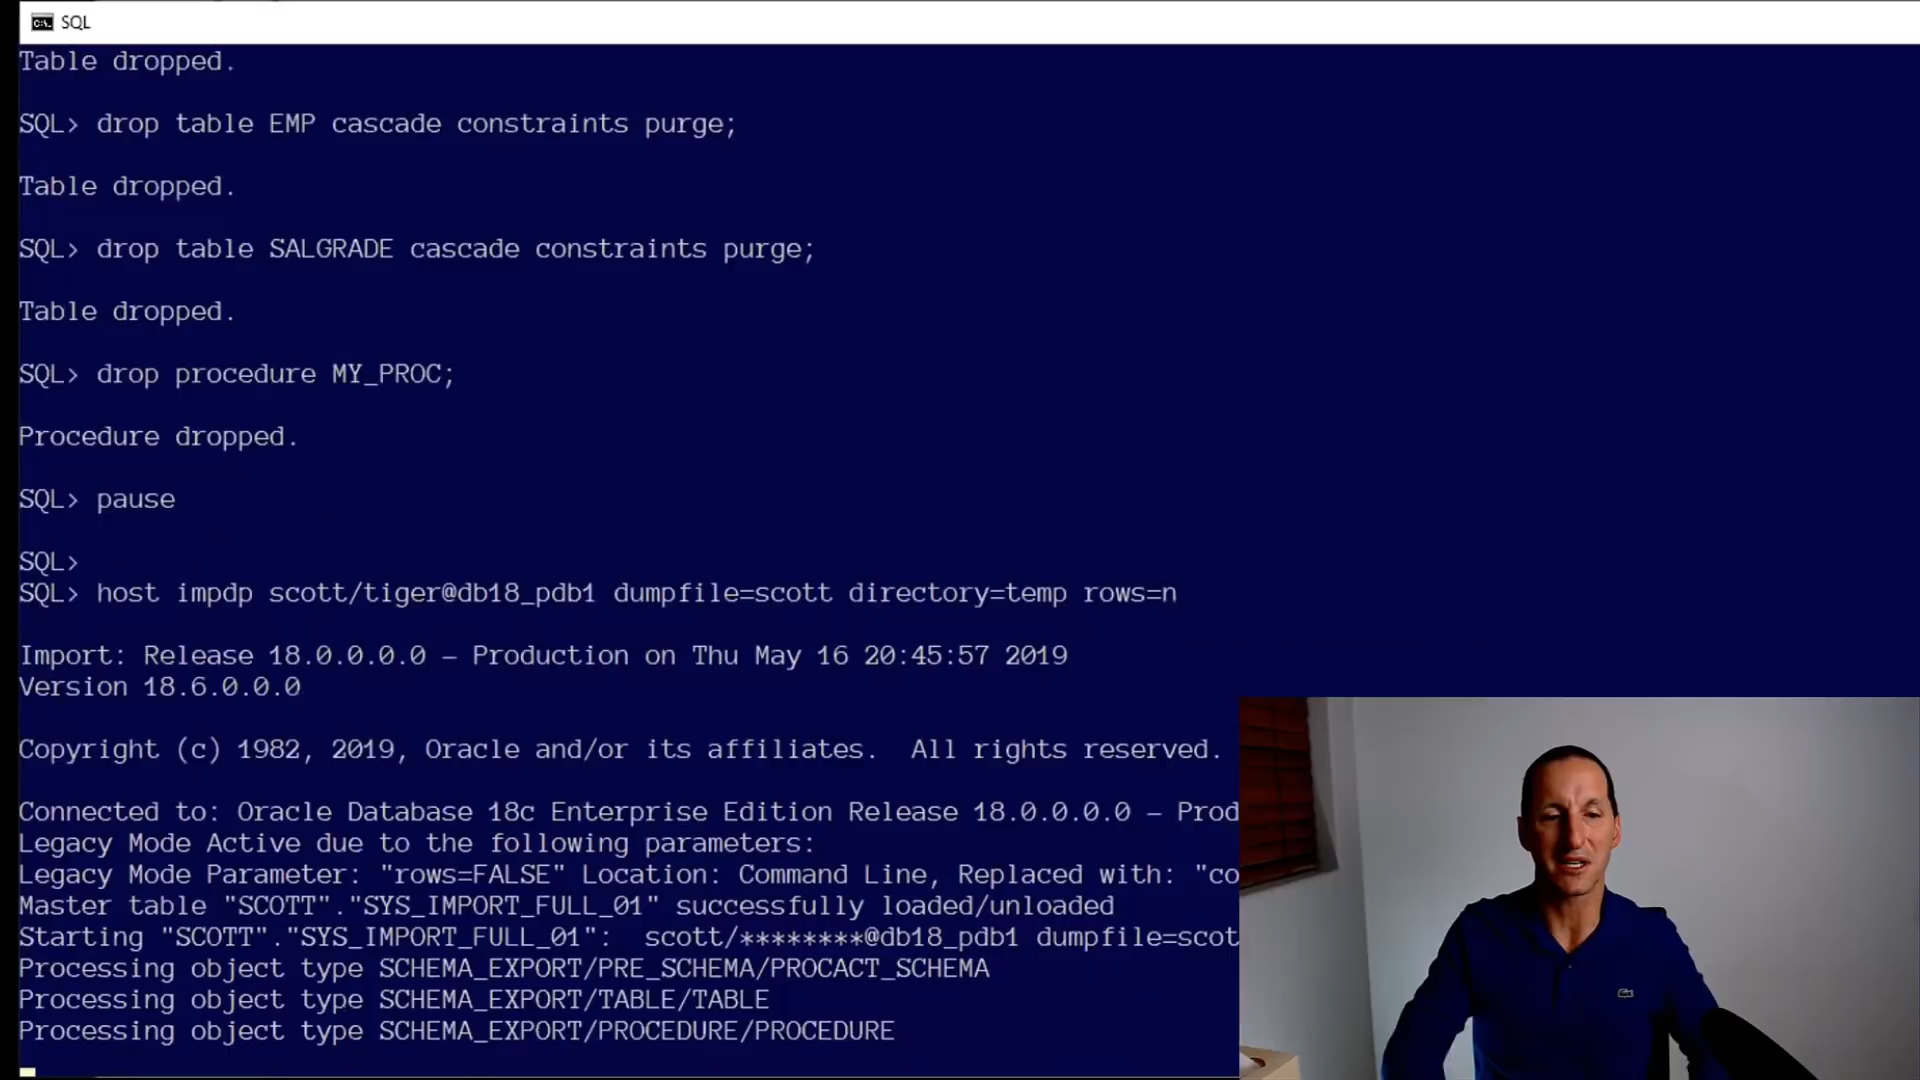 SQL
Table dropped.
SQL> drop table EMP cascade constraints purge;
Table dropped.
SQL> drop table SALGRADE cascade constraints purge;
Table dropped.
SQL> drop procedure MY_PROC;
Procedure dropped.
SQL> pause
SQL>
SQL> host impdp scott/tiger@db18_pdb1 dumpfile=scott directory=temp rows=n
Import: Release 18.0.0.0.0 – Production on Thu May 16 20:45:57 2019
Version 18.6.0.0.0
Copyright (c) 1982, 2019, Oracle and/or its affiliates.  All rights reserved.
Connected to: Oracle Database 18c Enterprise Edition Release 18.0.0.0.0 – Prod
Legacy Mode Active due to the following parameters:
Legacy Mode Parameter: "rows=FALSE" Location: Command Line, Replaced with: "co
Master table "SCOTT"."SYS_IMPORT_FULL_01" successfully loaded/unloaded
Starting "SCOTT"."SYS_IMPORT_FULL_01":  scott/********@db18_pdb1 dumpfile=scot
Processing object type SCHEMA_EXPORT/PRE_SCHEMA/PROCACT_SCHEMA
Processing object type SCHEMA_EXPORT/TABLE/TABLE
Processing object type SCHEMA_EXPORT/PROCEDURE/PROCEDURE